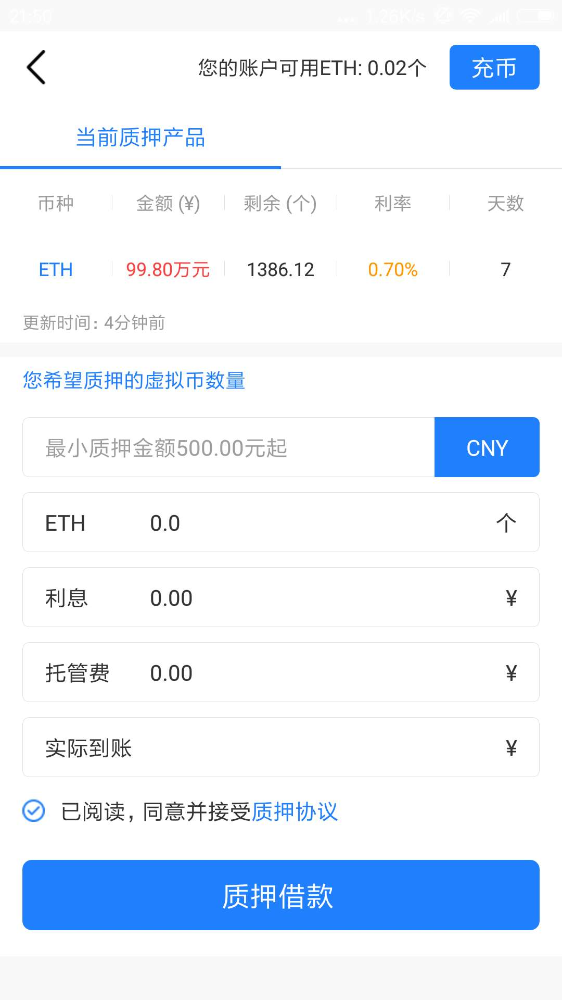 21:50 ... 1.26K/s
您的账户可用ETH: 0.02个 充币
当前质押产品
币种 金额 (¥) 剩余 (个) 利率 天数
ETH 99.80万元 1386.12 0.70% 7
更新时间: 4分钟前
您希望质押的虚拟币数量
最小质押金额500.00元起 CNY
ETH 0.0 个
利息 0.00 ¥
托管费 0.00 ¥
实际到账 ¥
已阅读, 同意并接受质押协议
质押借款